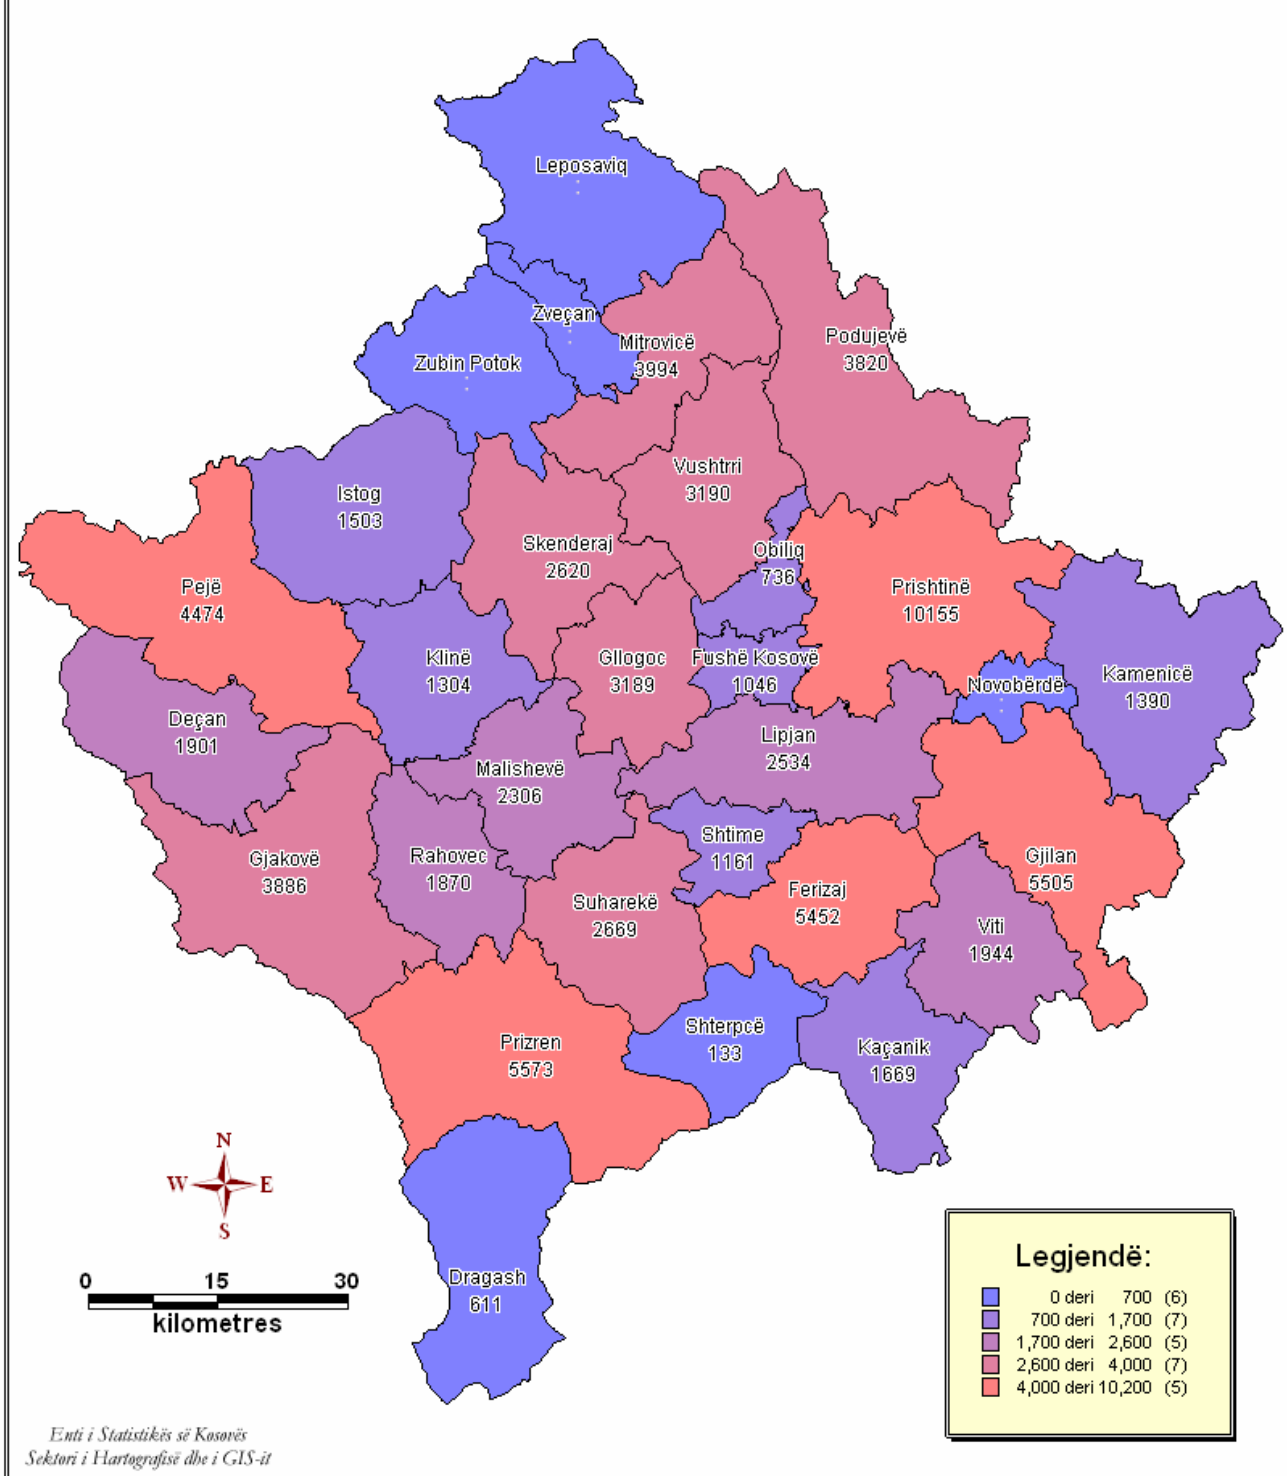 Leposaviq
Zveçan
Zubin Potok
Mitrovicë
3994
Podujevë
3820
Vushtrri
3190
Istog
1503
Skenderaj
2620
Obiliq
736
Pejë
4474
Prishtinë
10155
Klinë
1304
Gllogoc
3189
Fushë Kosovë
1046
Novobërdë
Kamenicë
1390
Deçan
1901
Lipjan
2534
Malishevë
2306
Shtime
1161
Gjakovë
3886
Rahovec
1870
Gjilan
5505
Ferizaj
5452
Suharekë
2669
Viti
1944
Shterpcë
133
Prizren
5573
Kaçanik
1669
Dragash
611
N
W E
S
0 15 30
kilometres
Legjendë:
0 deri 700 (6)
700 deri 1,700 (7)
1,700 deri 2,600 (5)
2,600 deri 4,000 (7)
4,000 deri 10,200 (5)
Enti i Statistikës së Kosovës
Sektori i Hartografisë dhe i GIS-it